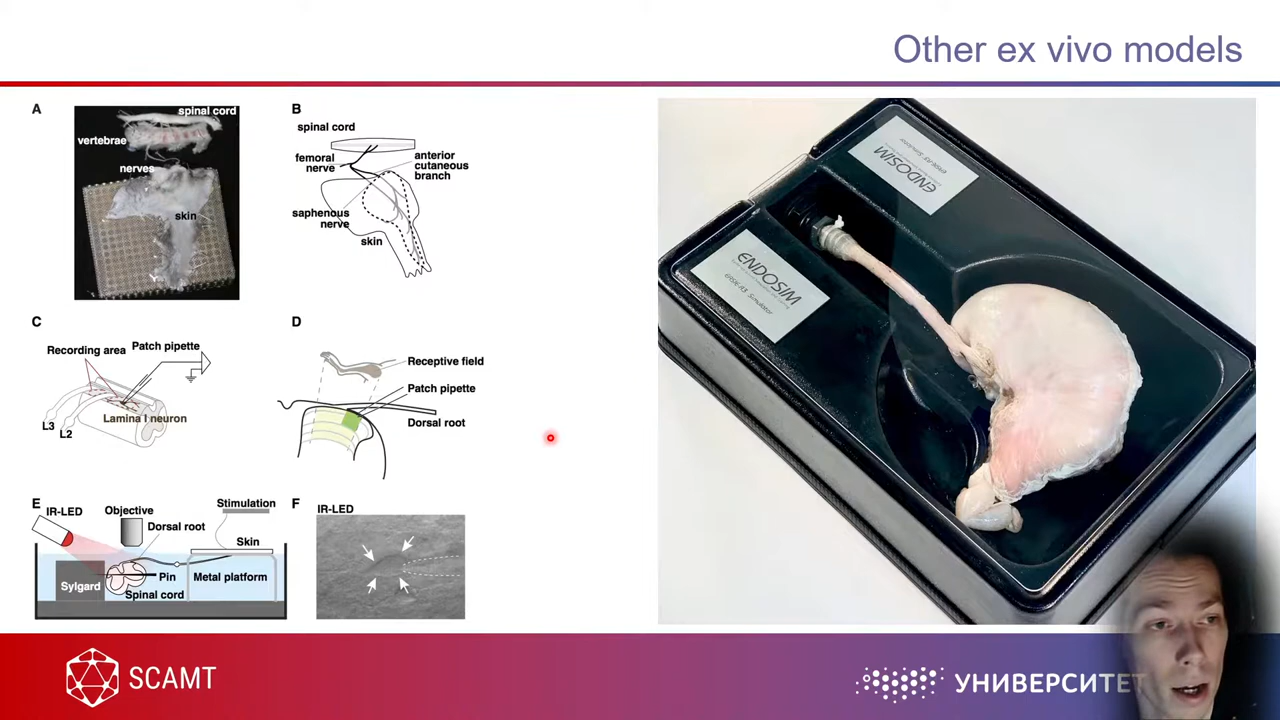 Other ex vivo models
A
spinal cord
vertebrae
nerves
skin
B
spinal cord
femoral
nerve
anterior
cutaneous
branch
saphenous
nerve
skin
C
Recording area
Patch pipette
Lamina I neuron
L3
L2
D
Receptive field
Patch pipette
Dorsal root
E
IR-LED
Objective
Stimulation
Dorsal root
Skin
Sylgard
Pin
Metal platform
Spinal cord
F
IR-LED
ENDOSIM
ENDOSIM
SCAMT
УНИВЕРСИТЕТ